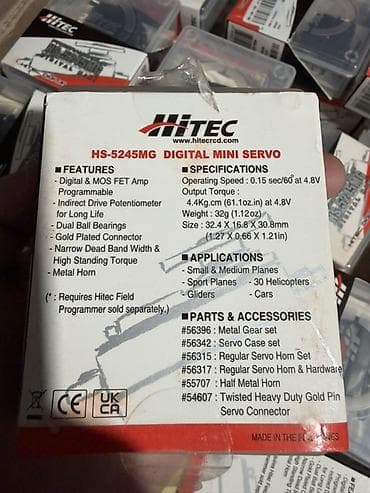 HiTEC
HiTEC
www.hitecrcd.com
HS-5245MG DIGITAL MINI SERVO
■ FEATURES
- Digital & MOS FET Amp
Programmable
- Indirect Drive Potentiometer
for Long Life
- Dual Ball Bearings
- Gold Plated Connector
- Narrow Dead Band Width &
High Standing Torque
- Metal Horn
(* : Requires Hitec Field
Programmer sold separately.)
■ SPECIFICATIONS
Operating Speed : 0.15 sec/60° at 4.8V
Output Torque :
4.4Kg.cm (61.1oz.in) at 4.8V
Weight : 32g (1.12oz)
Size : 32.4 X 16.8 X 30.8mm
(1.27 X 0.66 X 1.21in)
■ APPLICATIONS
- Small & Medium Planes
- Sport Planes - 30 Helicopters
- Gliders - Cars
■ PARTS & ACCESSORIES
#56396 : Metal Gear set
#56342 : Servo Case set
#56315 : Regular Servo Horn Set
#56317 : Regular Servo Horn & Hardware
#55707 : Half Metal Horn
#54607 : Twisted Heavy Duty Gold Pin
Servo Connector
CE
UK
CA
MADE IN THE